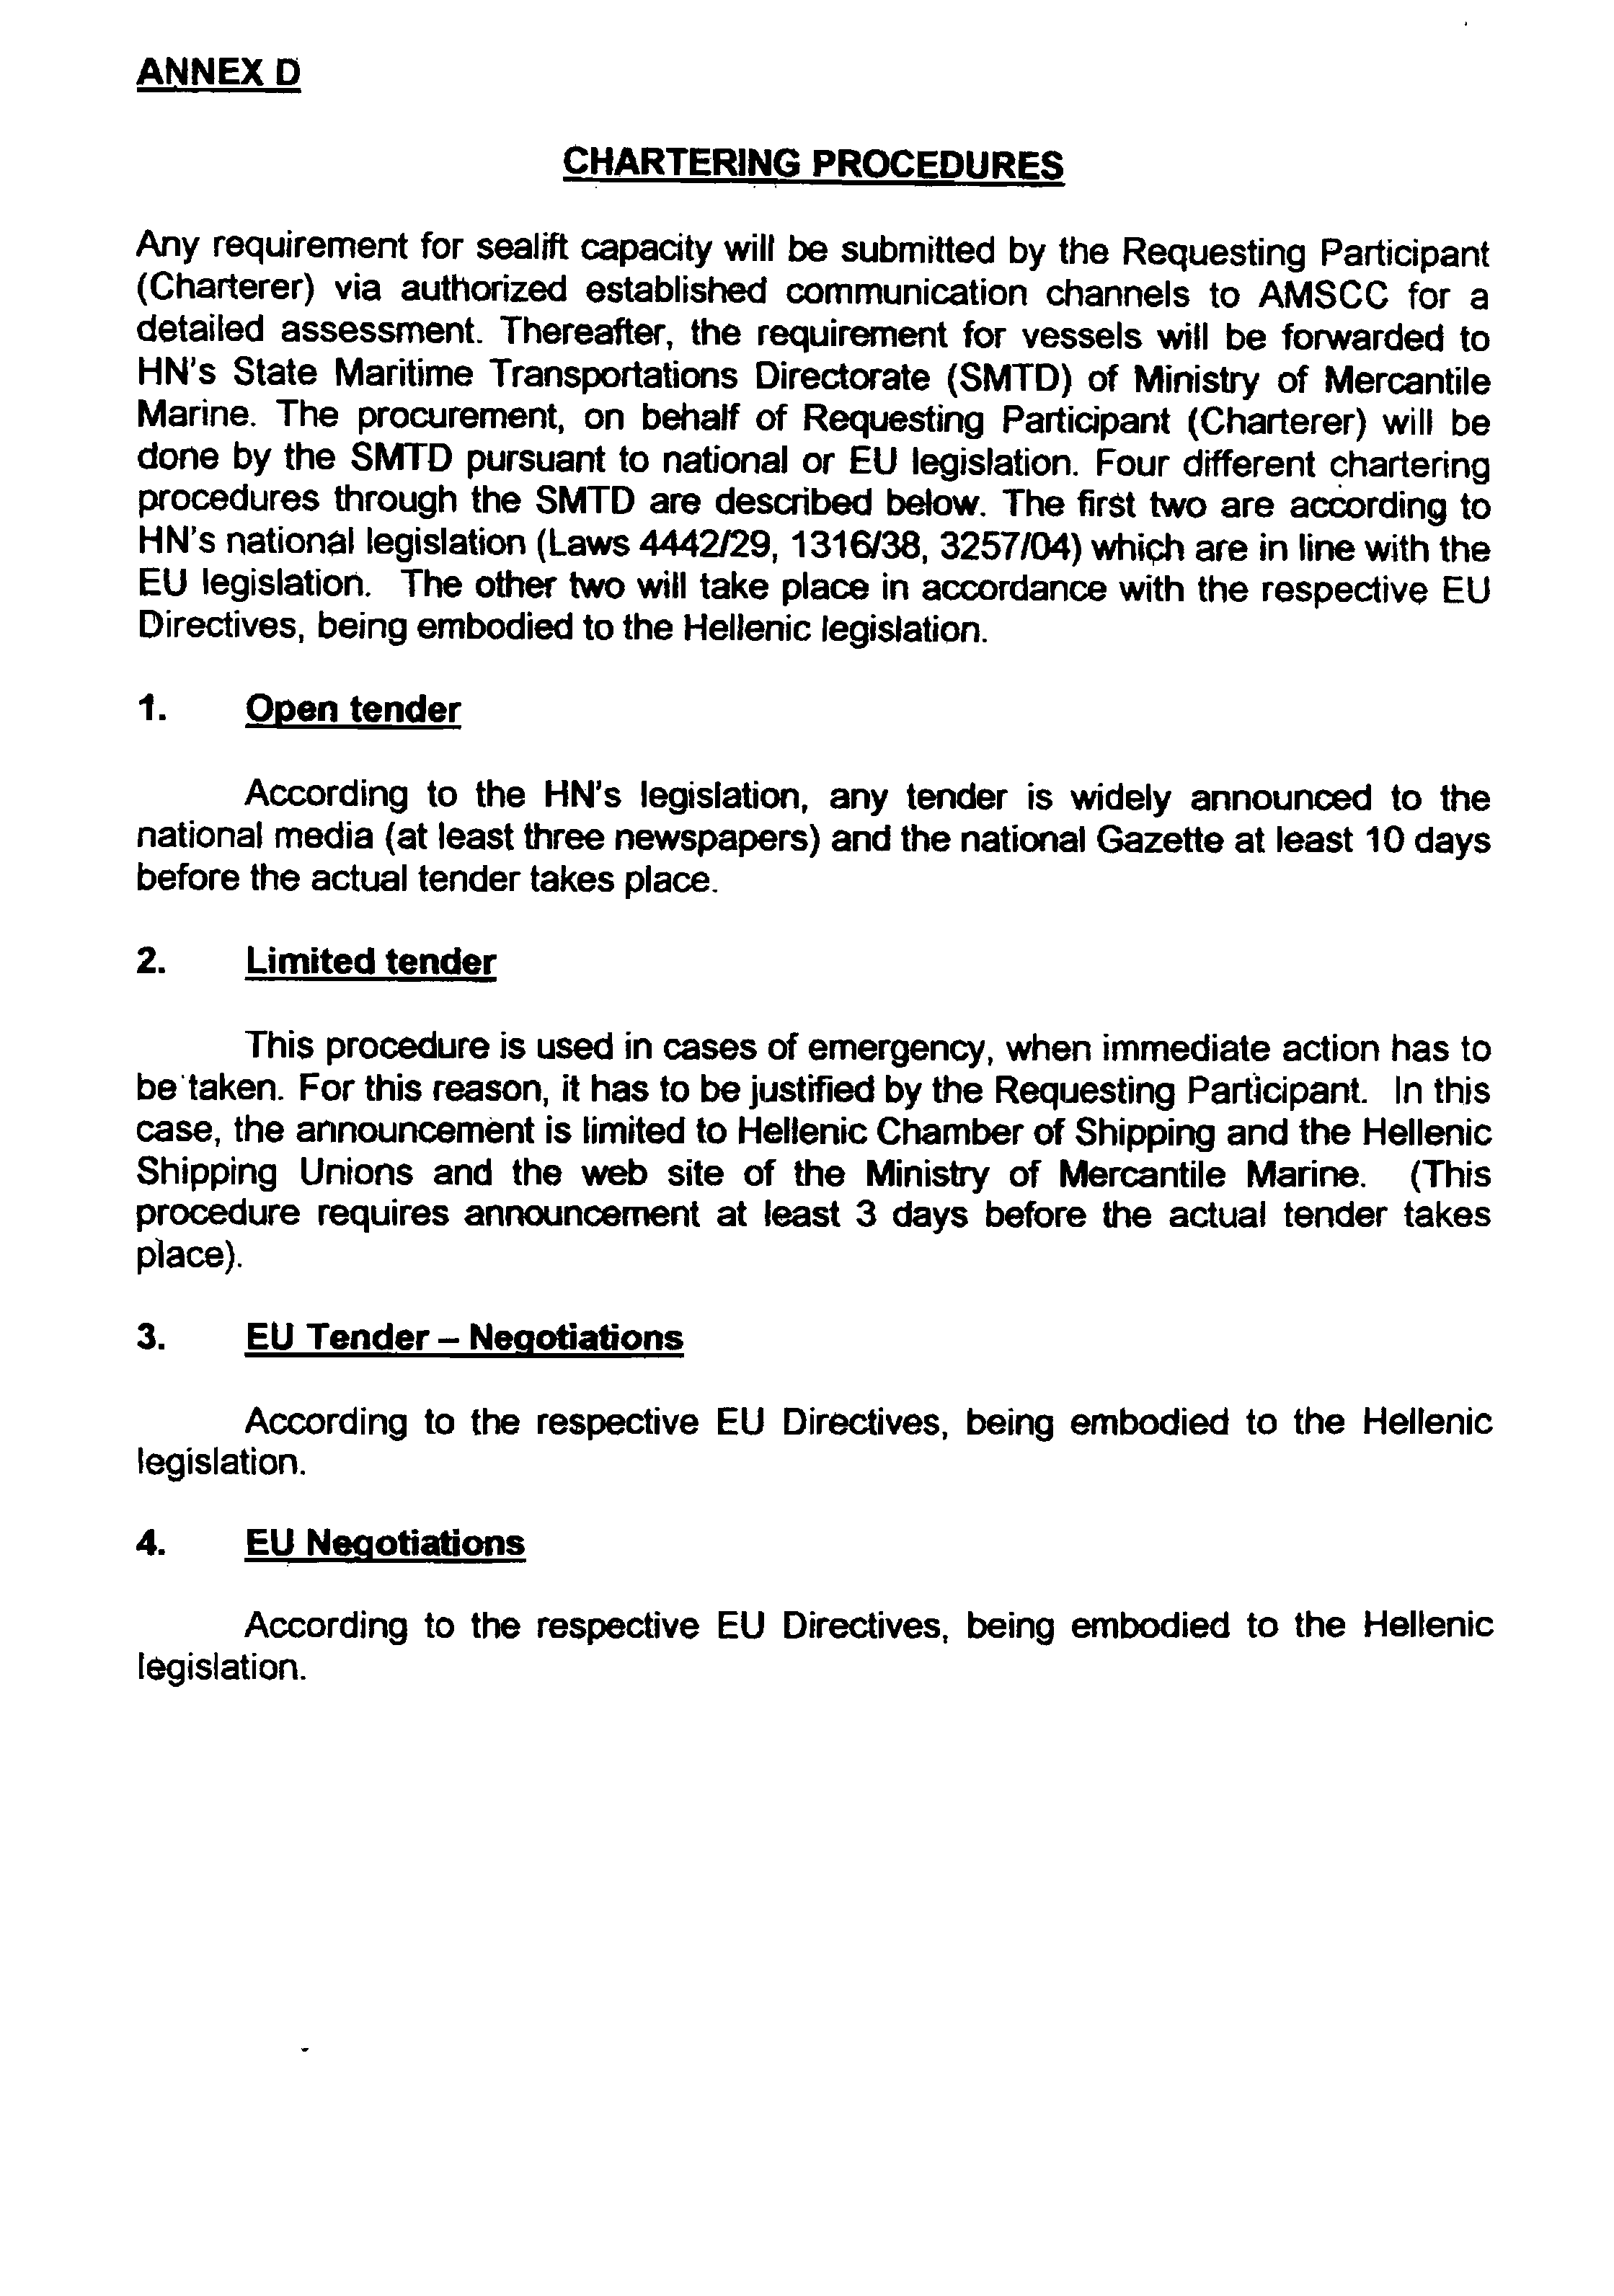 ANNEX D
CHARTERING PROCEDURES
Any requirement for sealift capacity will be submitted by the Requesting Participant
(Charterer) via authorized established communication channels to AMSCC for a
detailed assessment. Thereafter, the requirement for vessels will be forwarded to
HN's State Maritime Transportations Directorate (SMTD) of Ministry of Mercantile
Marine. The procurement, on behalf of Requesting Participant (Charterer) will be
done by the SMTD pursuant to national or EU legislation. Four different chartering
procedures through the SMTD are described below. The first two are according to
HN's national legislation (Laws 4442/29, 1316/38, 3257/04) which are in line with the
EU legislation. The other two will take place in accordance with the respective EU
Directives, being embodied to the Hellenic legislation.
1. Open tender
According to the HN's legislation, any tender is widely announced to the
national media (at least three newspapers) and the national Gazette at least 10 days
before the actual tender takes place.
2. Limited tender
This procedure is used in cases of emergency, when immediate action has to
be taken. For this reason, it has to be justified by the Requesting Participant. In this
case, the announcement is limited to Hellenic Chamber of Shipping and the Hellenic
Shipping Unions and the web site of the Ministry of Mercantile Marine. (This
procedure requires announcement at least 3 days before the actual tender takes
place).
3. EU Tender – Negotiations
According to the respective EU Directives, being embodied to the Hellenic
legislation.
4. EU Negotiations
According to the respective EU Directives, being embodied to the Hellenic
legislation.